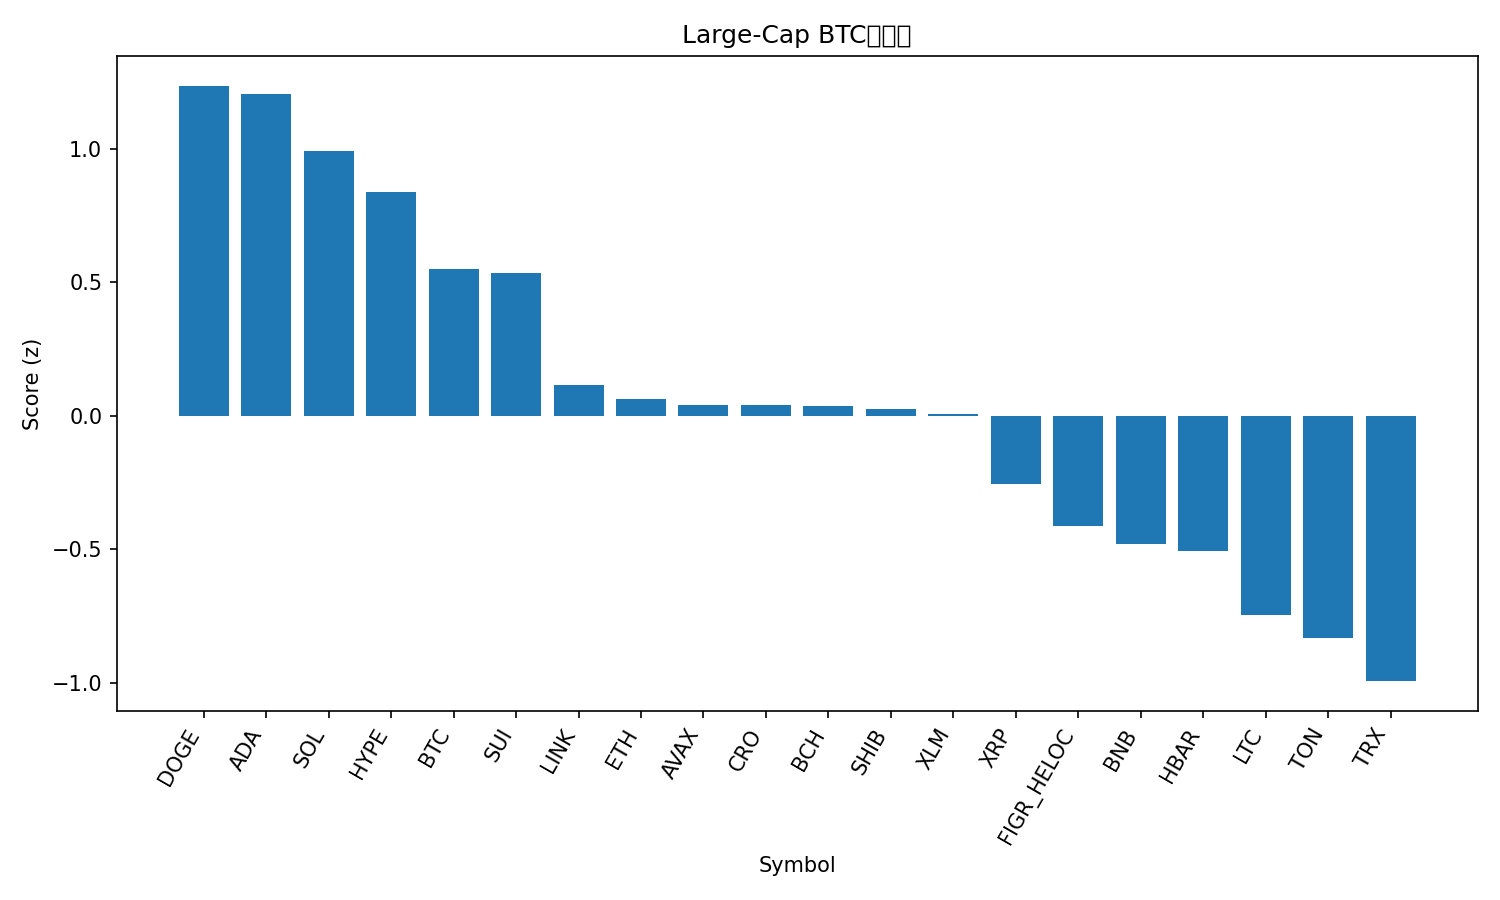 Large-Cap BTC
Score (z)
1.0
0.5
0.0
−0.5
−1.0
DOGE
ADA
SOL
HYPE
BTC
SUI
LINK
ETH
AVAX
CRO
BCH
SHIB
XLM
XRP
FIGR_HELOC
BNB
HBAR
LTC
TON
TRX
Symbol